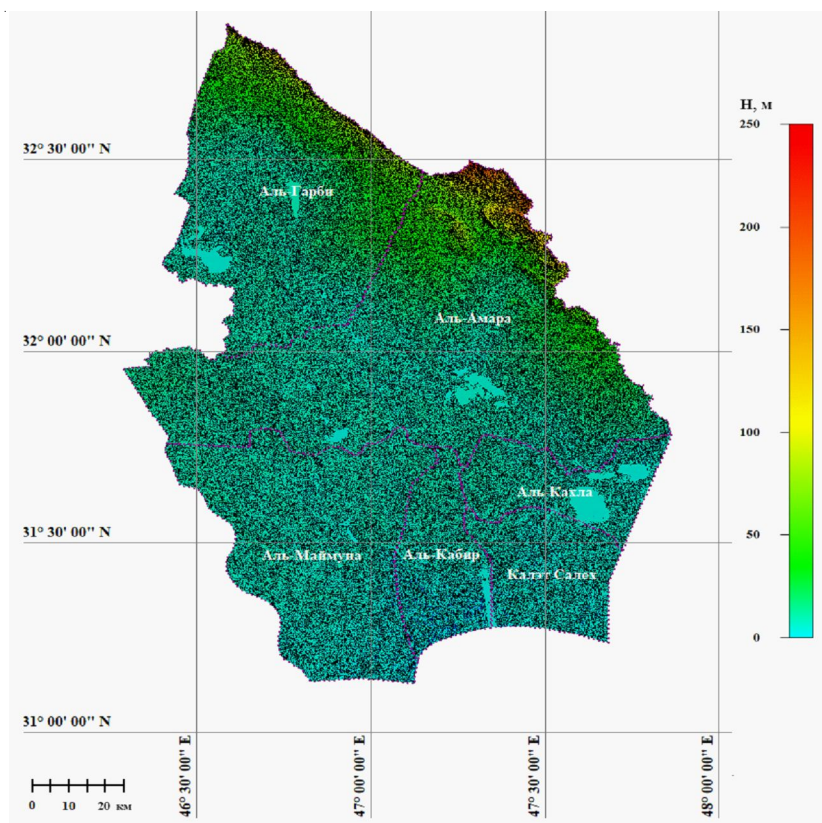 H, м
250
32° 30' 00'' N
Аль-Гарби
200
Аль-Амара
150
32° 00' 00'' N
100
Аль Кахла
50
31° 30' 00'' N
Аль-Маймуна
Аль-Кабир
Калэт Салех
0
31° 00' 00'' N
46° 30' 00'' E
47° 00' 00'' E
47° 30' 00'' E
48° 00' 00'' E
0 10 20 км